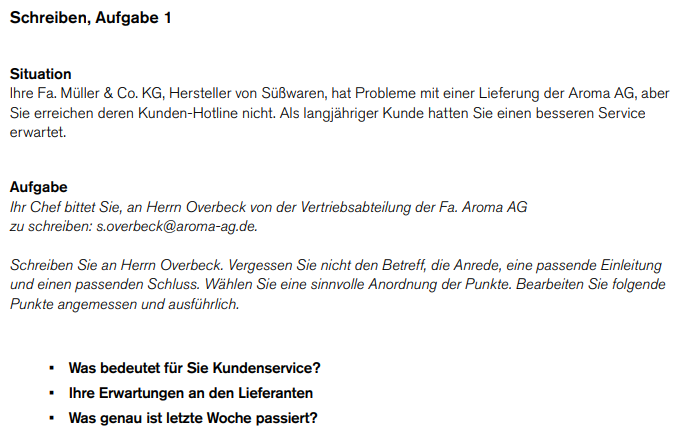 Schreiben, Aufgabe 1
Situation
Ihre Fa. Müller & Co. KG, Hersteller von Süßwaren, hat Probleme mit einer Lieferung der Aroma AG, aber
Sie erreichen deren Kunden-Hotline nicht. Als langjähriger Kunde hatten Sie einen besseren Service
erwartet.
Aufgabe
Ihr Chef bittet Sie, an Herrn Overbeck von der Vertriebsabteilung der Fa. Aroma AG
zu schreiben: s.overbeck@aroma-ag.de.
Schreiben Sie an Herrn Overbeck. Vergessen Sie nicht den Betreff, die Anrede, eine passende Einleitung
und einen passenden Schluss. Wählen Sie eine sinnvolle Anordnung der Punkte. Bearbeiten Sie folgende
Punkte angemessen und ausführlich.
▪ Was bedeutet für Sie Kundenservice?
▪ Ihre Erwartungen an den Lieferanten
▪ Was genau ist letzte Woche passiert?